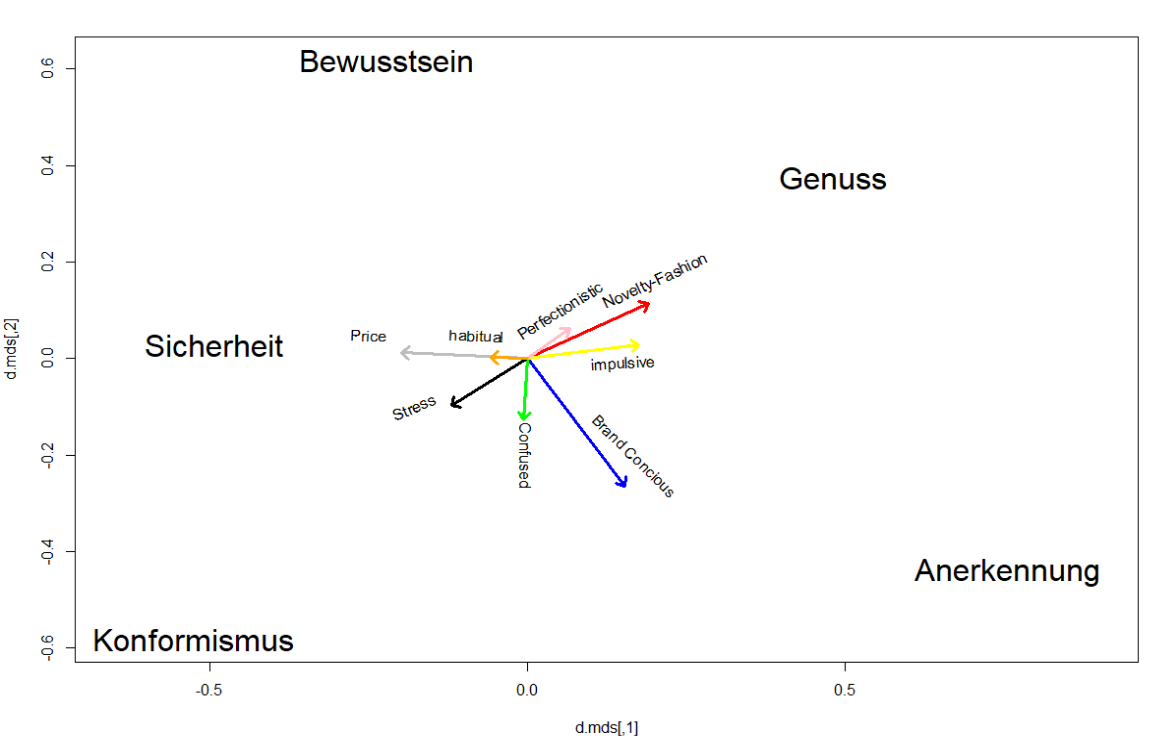 Bewusstsein
Genuss
Novelty-Fashion
Perfectionistic
Price
habitual
Sicherheit
impulsive
Stress
Confused
Brand Concious
Anerkennung
Konformismus
0.6
0.4
0.2
0.0
-0.2
-0.4
-0.6
d.mds[,2]
-0.5
0.0
0.5
d.mds[,1]